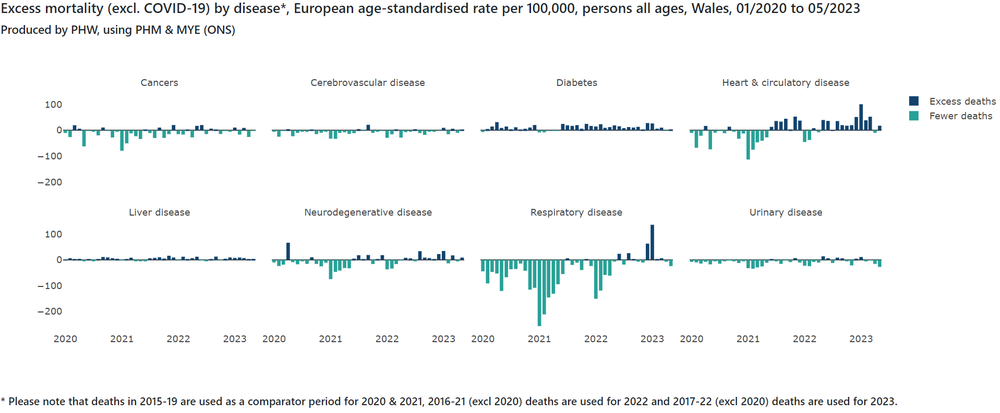 Excess mortality (excl. COVID-19) by disease*, European age-standardised rate per 100,000, persons all ages, Wales, 01/2020 to 05/2023
Produced by PHW, using PHM & MYE (ONS)
Cancers
Cerebrovascular disease
Diabetes
Heart & circulatory disease
Excess deaths
Fewer deaths
100
0
−100
−200
Liver disease
Neurodegenerative disease
Respiratory disease
Urinary disease
100
0
−100
−200
2020 2021 2022 2023 2020 2021 2022 2023 2020 2021 2022 2023 2020 2021 2022 2023
* Please note that deaths in 2015-19 are used as a comparator period for 2020 & 2021, 2016-21 (excl 2020) deaths are used for 2022 and 2017-22 (excl 2020) deaths are used for 2023.